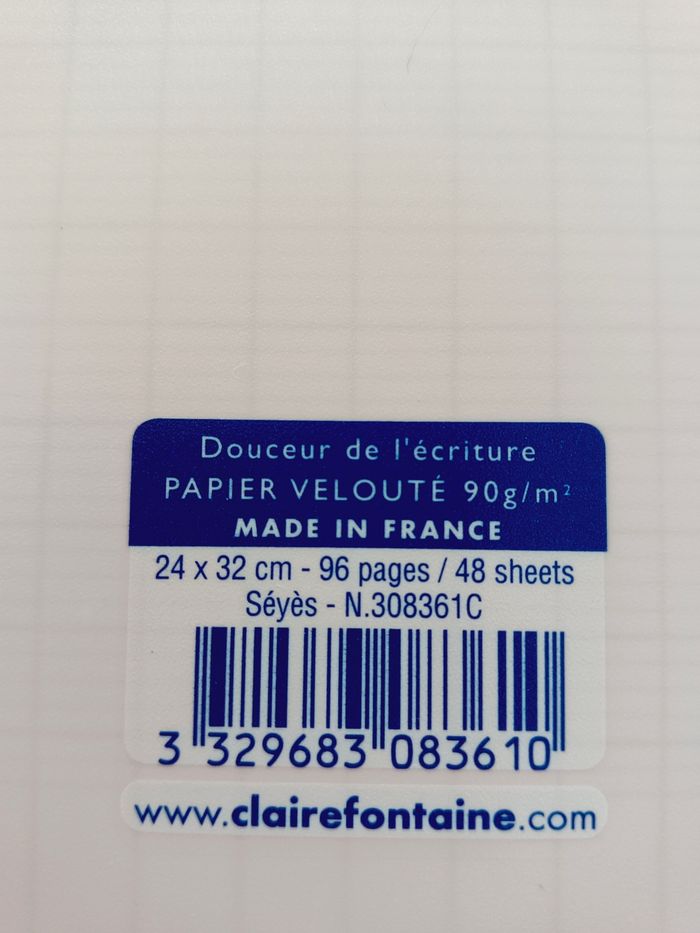 Douceur de l'écriture
PAPIER VELOUTÉ 90g/m²
MADE IN FRANCE
24 x 32 cm - 96 pages / 48 sheets
Séyès - N.308361C
3 329683 083610
www.clairefontaine.com